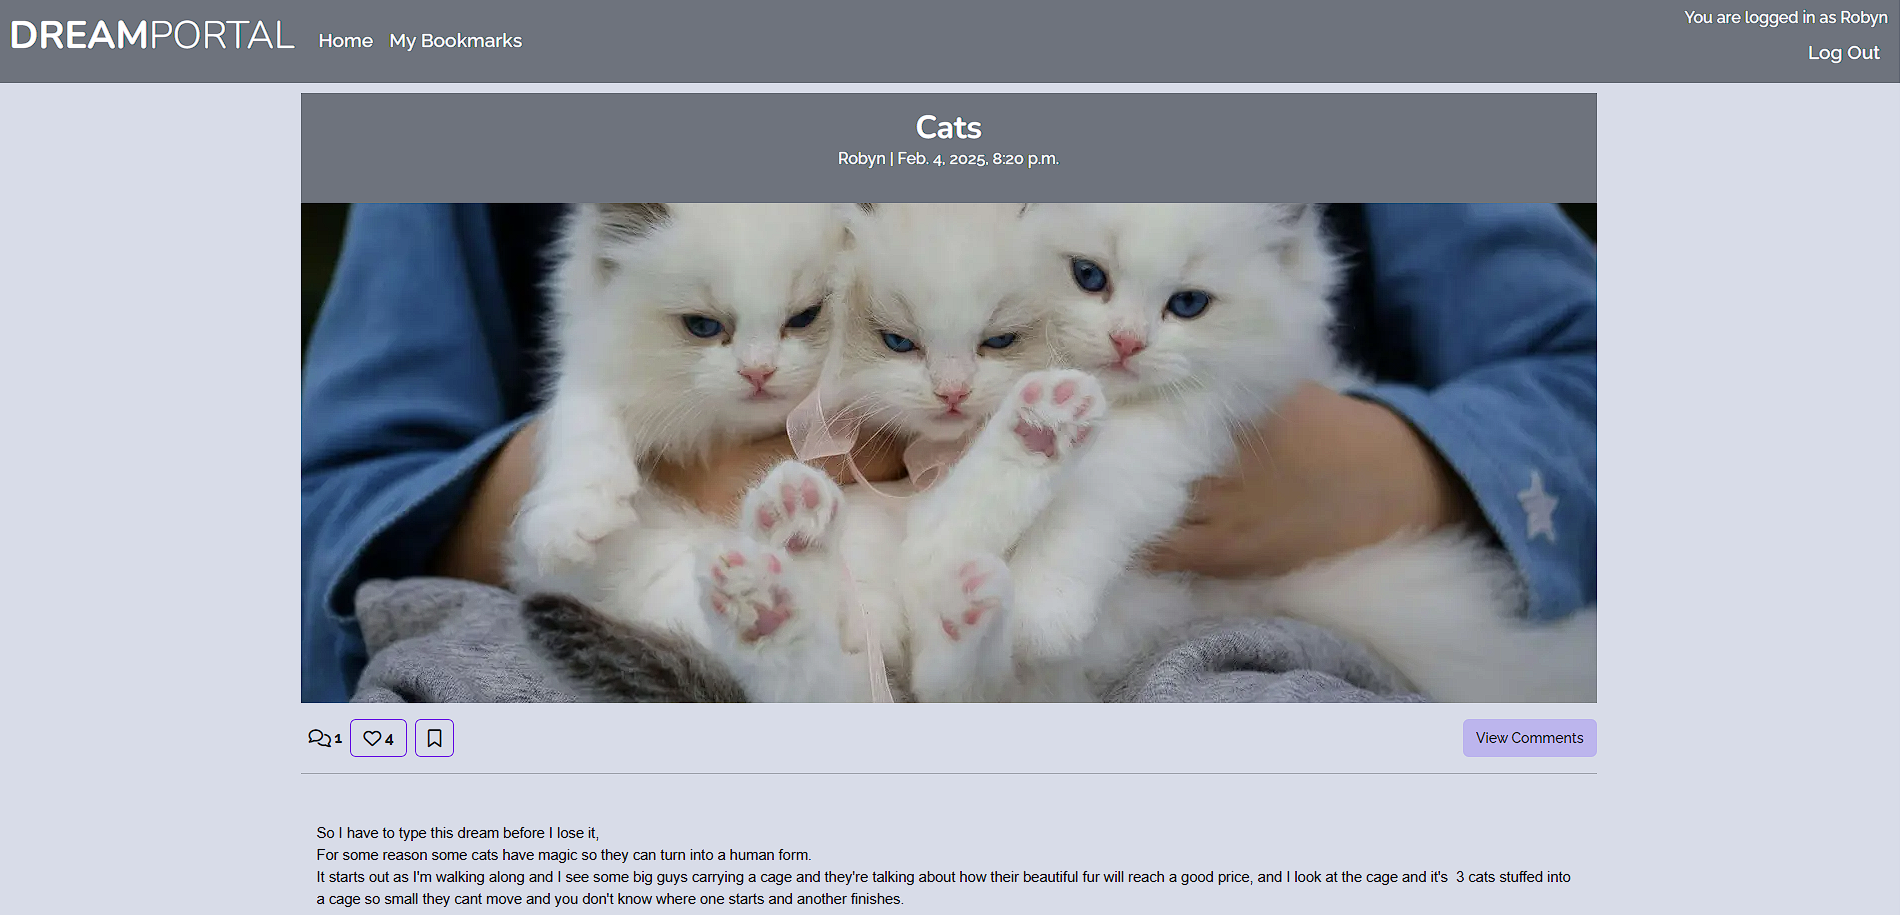 DREAMPORTAL Home My Bookmarks
You are logged in as Robyn
Log Out
Cats
Robyn | Feb. 4, 2025, 8:20 p.m.
1 4 View Comments
So I have to type this dream before I lose it,
For some reason some cats have magic so they can turn into a human form.
It starts out as I'm walking along and I see some big guys carrying a cage and they're talking about how their beautiful fur will reach a good price, and I look at the cage and it's  3 cats stuffed into
a cage so small they cant move and you don't know where one starts and another finishes.